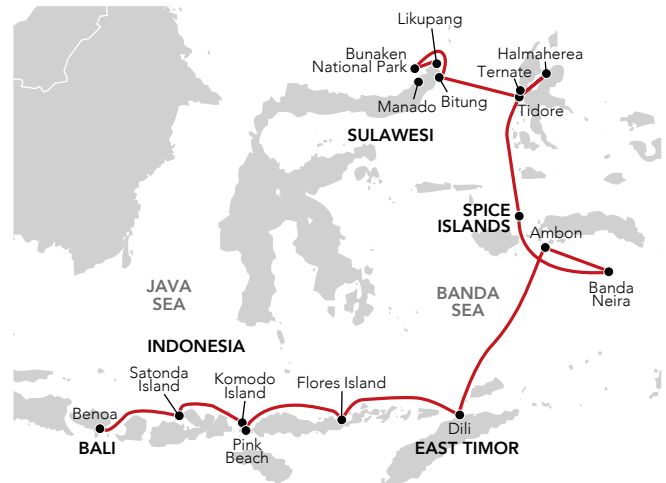 Likupang
Bunaken
National Park
Halmaherea
Ternate
Manado
Bitung
Tidore
SULAWESI
SPICE
ISLANDS
Ambon
Banda
Neira
JAVA
SEA
BANDA
SEA
INDONESIA
Satonda
Island
Komodo
Island
Flores Island
Benoa
Pink
Beach
Dili
BALI
EAST TIMOR